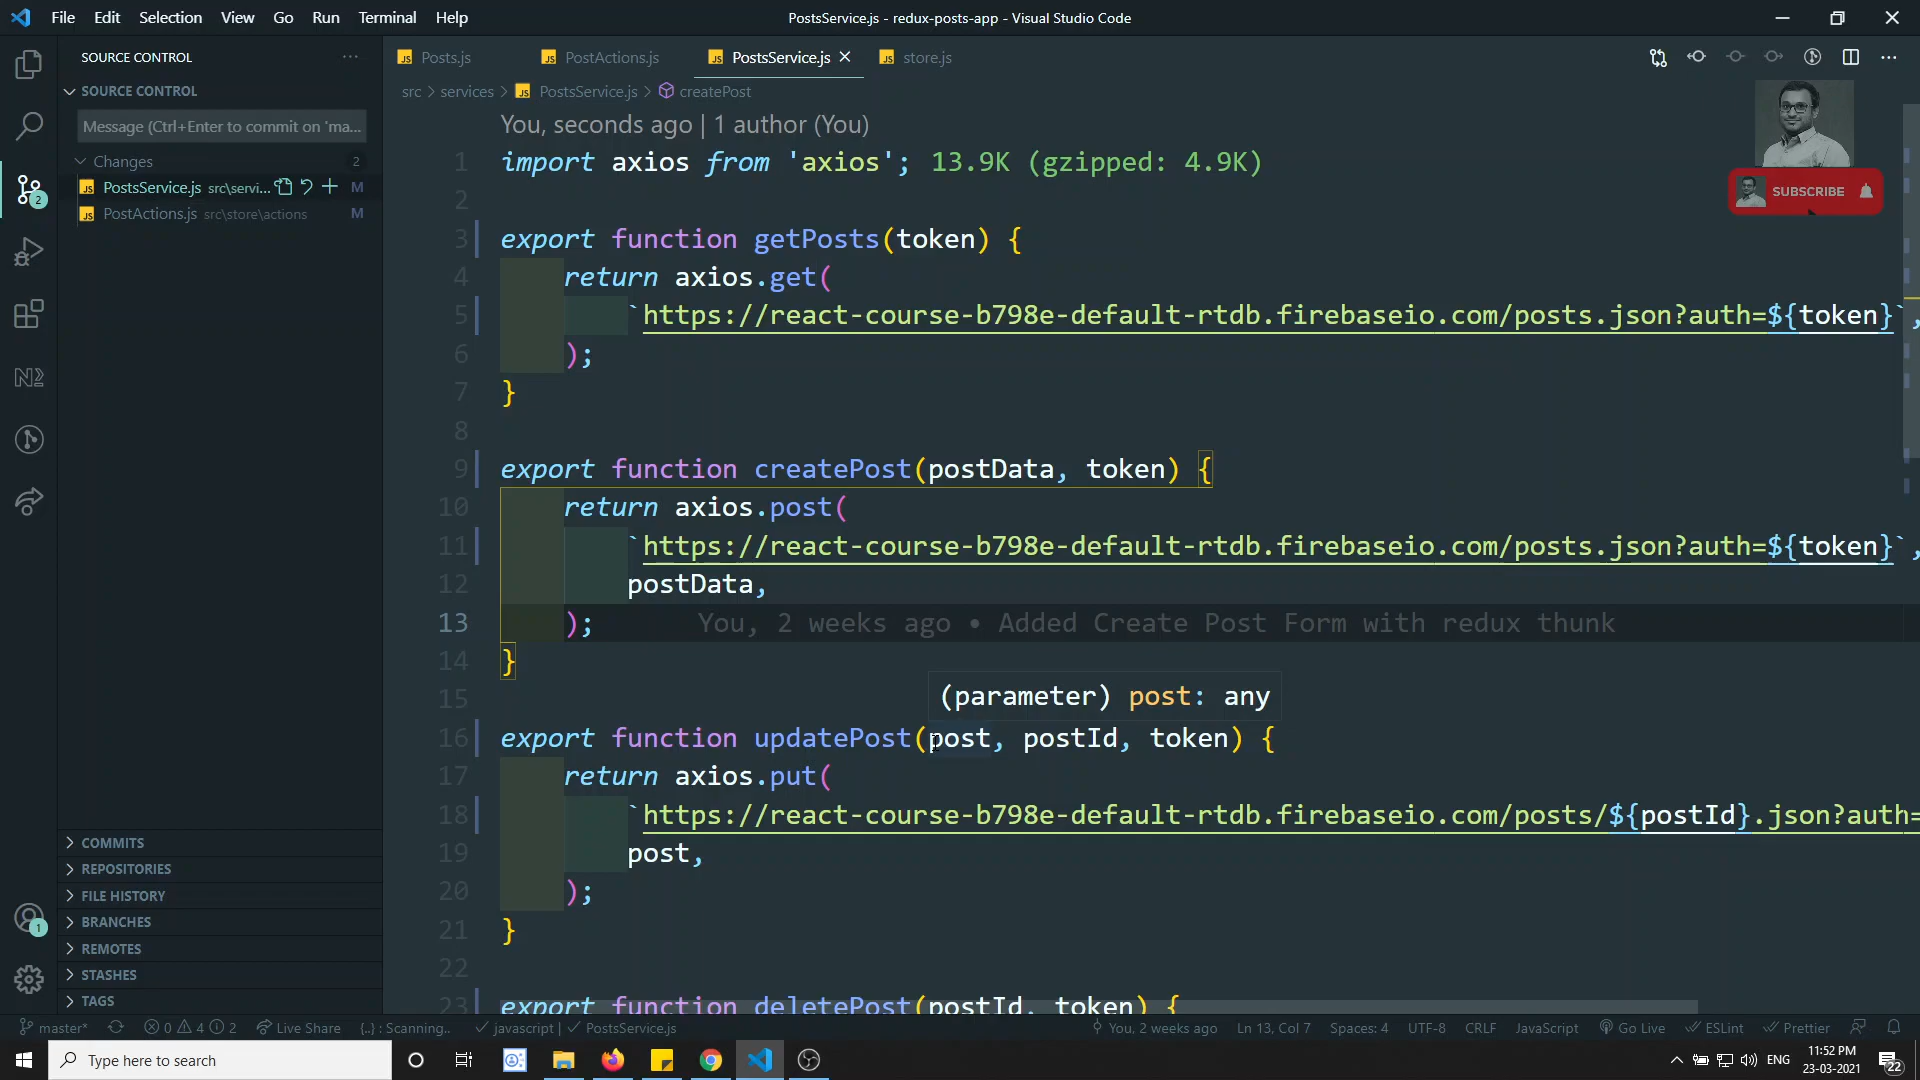 File Edit Selection View Go Run Terminal Help
PostsService.js - redux-posts-app - Visual Studio Code
SOURCE CONTROL
SOURCE CONTROL
Message (Ctrl+Enter to commit on 'ma...
Changes 2
PostsService.js src\servi... M
PostActions.js src\store\actions M
2
1
COMMITS
REPOSITORIES
FILE HISTORY
BRANCHES
REMOTES
STASHES
TAGS
Posts.js PostActions.js PostsService.js store.js
src > services > PostsService.js > createPost
You, seconds ago | 1 author (You)
1 import axios from 'axios'; 13.9K (gzipped: 4.9K)
2
3 export function getPosts(token) {
4 return axios.get(
5 `https://react-course-b798e-default-rtdb.firebaseio.com/posts.json?auth=${token}`,
6 );
7 }
8
9 export function createPost(postData, token) {
10 return axios.post(
11 `https://react-course-b798e-default-rtdb.firebaseio.com/posts.json?auth=${token}`,
12 postData,
13 ); You, 2 weeks ago • Added Create Post Form with redux thunk
14 }
15
(parameter) post: any
16 export function updatePost(post, postId, token) {
17 return axios.put(
18 `https://react-course-b798e-default-rtdb.firebaseio.com/posts/${postId}.json?auth=
19 post,
20 );
21 }
22
23 export function deletePost(postId, token) {
SUBSCRIBE
master* 0 4 2 Live Share {..} : Scanning.. javascript | PostsService.js You, 2 weeks ago Ln 13, Col 7 Spaces: 4 UTF-8 CRLF JavaScript Go Live ESLint Prettier
Type here to search
ENG
11:52 PM
23-03-2021
22